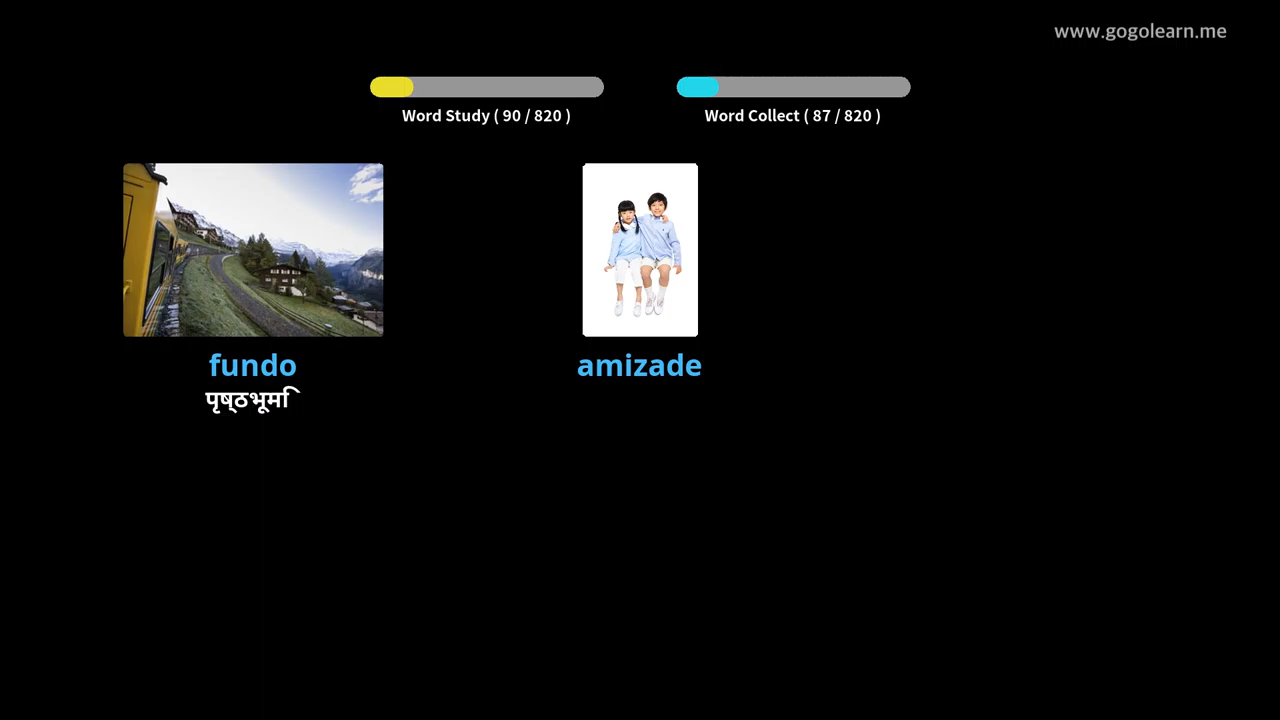 www.gogolearn.me
Word Study ( 90 / 820 )
Word Collect ( 87 / 820 )
fundo
पृष्ठभूमि
amizade